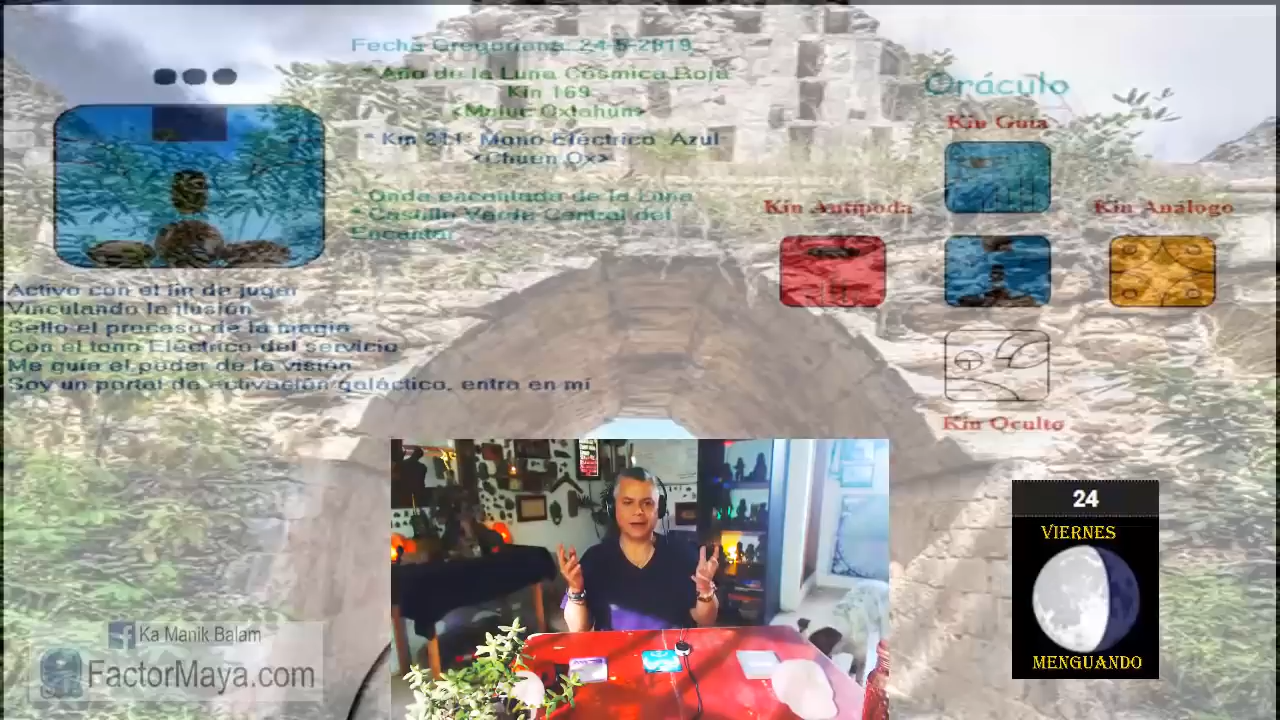 Fecha Gregoriana: 24-5-2019
* Año de la Luna Cósmica Roja
Kin 169
<Muluc Oxlahun>
* Kin 211 Mono Eléctrico Azul
<Chuen Ox>
* Onda encantada de la Luna
* Castillo Verde Central del
Encantar
Activo con el fin de jugar
Vinculando la ilusión
Sello el proceso de la magia
Con el tono Eléctrico del servicio
Me guía el poder de la visión
Soy un portal de activación galáctico, entra en mí
Oráculo
Kin Guía
Kin Antípoda
Kin Análogo
Kin Oculto
24
VIERNES
MENGUANDO
Ka Manik Balam
FactorMaya.com